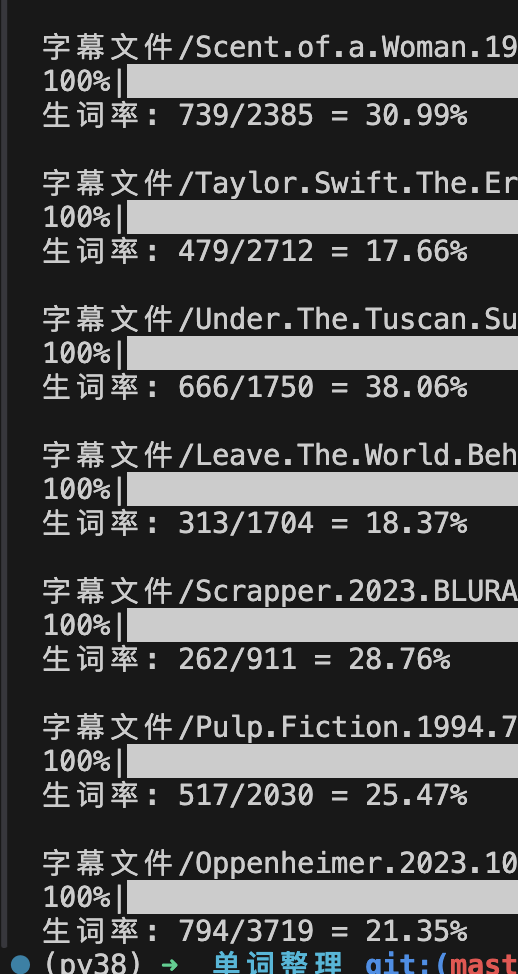 字幕文件/Scent.of.a.Woman.19
100%|
生词率: 739/2385 = 30.99%
字幕文件/Taylor.Swift.The.Er
100%|
生词率: 479/2712 = 17.66%
字幕文件/Under.The.Tuscan.Su
100%|
生词率: 666/1750 = 38.06%
字幕文件/Leave.The.World.Beh
100%|
生词率: 313/1704 = 18.37%
字幕文件/Scrapper.2023.BLURA
100%|
生词率: 262/911 = 28.76%
字幕文件/Pulp.Fiction.1994.7
100%|
生词率: 517/2030 = 25.47%
字幕文件/Oppenheimer.2023.10
100%|
生词率: 794/3719 = 21.35%
(py38) ➜ 单词整理 git:(mast